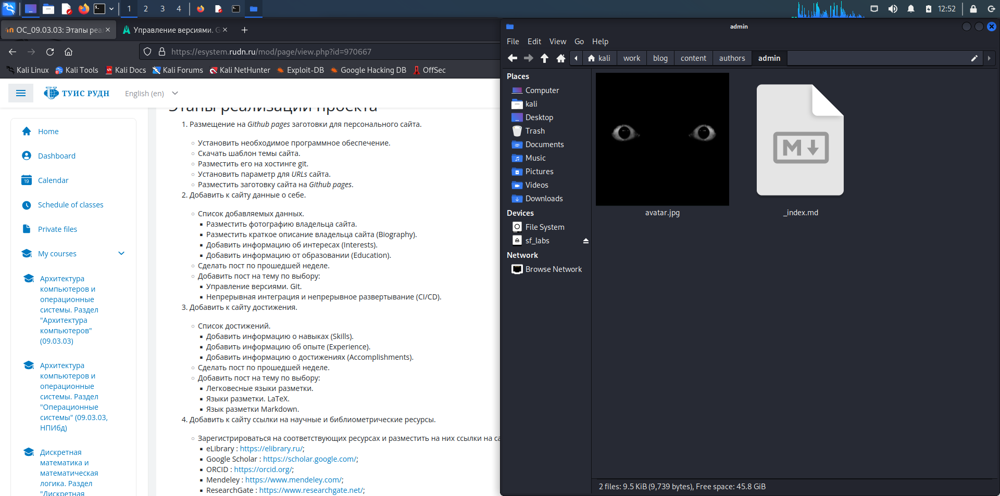 1 2 3 4
12:52
ОС_09.03.03: Этапы реа
Управление версиями. G
https://esystem.rudn.ru/mod/page/view.php?id=970667
Kali Linux Kali Tools Kali Docs Kali Forums Kali NetHunter Exploit-DB Google Hacking DB OffSec
ТУИС РУДН English (en)
Home
Dashboard
Calendar
19
Schedule of classes
Private files
My courses
Архитектура
компьютеров и
операционные
системы. Раздел
"Архитектура
компьютеров"
(09.03.03)
Архитектура
компьютеров и
операционные
системы. Раздел
"Операционные
системы" (09.03.03,
НПИбд)
Дискретная
математика и
математическая
логика. Раздел
"Дискретная
Этапы реализации проекта
1. Размещение на Github pages заготовки для персонального сайта.
Установить необходимое программное обеспечение.
Скачать шаблон темы сайта.
Разместить его на хостинге git.
Установить параметр для URLs сайта.
Разместить заготовку сайта на Github pages.
2. Добавить к сайту данные о себе.
Список добавляемых данных.
Разместить фотографию владельца сайта.
Разместить краткое описание владельца сайта (Biography).
Добавить информацию об интересах (Interests).
Добавить информацию от образовании (Education).
Сделать пост по прошедшей неделе.
Добавить пост на тему по выбору:
Управление версиями. Git.
Непрерывная интеграция и непрерывное развертывание (CI/CD).
3. Добавить к сайту достижения.
Список достижений.
Добавить информацию о навыках (Skills).
Добавить информацию об опыте (Experience).
Добавить информацию о достижениях (Accomplishments).
Сделать пост по прошедшей неделе.
Добавить пост на тему по выбору:
Легковесные языки разметки.
Языки разметки. LaTeX.
Язык разметки Markdown.
4. Добавить к сайту ссылки на научные и библиометрические ресурсы.
Зарегистрироваться на соответствующих ресурсах и разместить на них ссылки на са
eLibrary : https://elibrary.ru/;
Google Scholar : https://scholar.google.com/;
ORCID : https://orcid.org/;
Mendeley : https://www.mendeley.com/;
ResearchGate : https://www.researchgate.net/;
admin
File Edit View Go Help
kali work blog content authors admin
Places
Computer
kali
Desktop
Trash
Documents
Music
Pictures
Videos
Downloads
Devices
File System
sf_labs
Network
Browse Network
M
avatar.jpg
_index.md
2 files: 9.5 KiB (9,739 bytes), Free space: 45.8 GiB